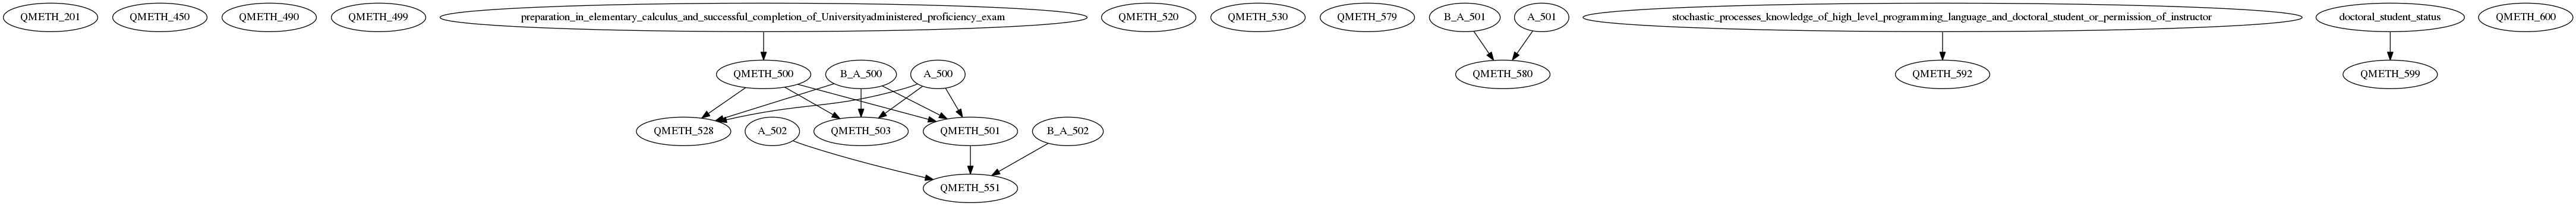 QMETH_201
QMETH_450
QMETH_490
QMETH_499
preparation_in_elementary_calculus_and_successful_completion_of_Universityadministered_proficiency_exam
QMETH_520
QMETH_530
QMETH_579
B_A_501
A_501
stochastic_processes_knowledge_of_high_level_programming_language_and_doctoral_student_or_permission_of_instructor
doctoral_student_status
QMETH_600
QMETH_500
B_A_500
A_500
QMETH_580
QMETH_592
QMETH_599
QMETH_528
A_502
QMETH_503
QMETH_501
B_A_502
QMETH_551